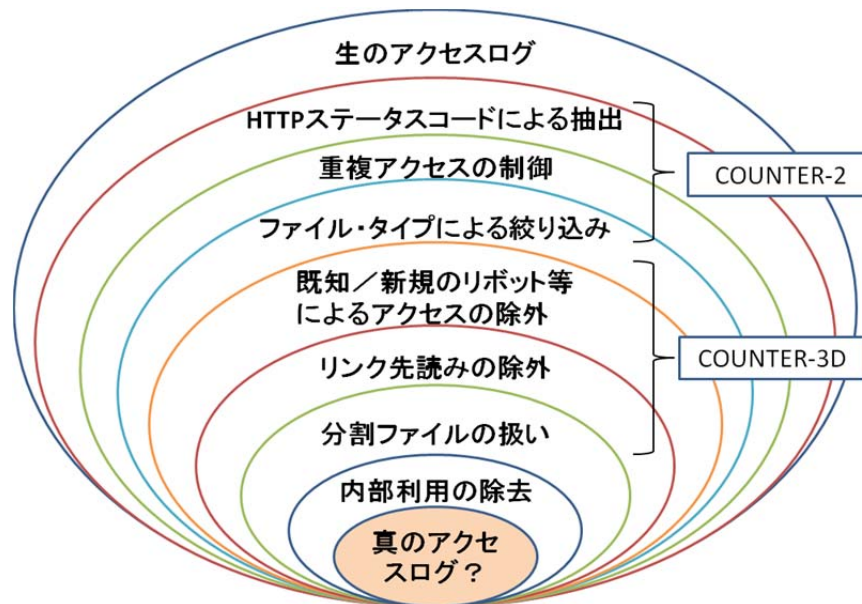 生のアクセスログ
HTTPステータスコードによる抽出
重複アクセスの制御
COUNTER-2
ファイル・タイプによる絞り込み
既知／新規のリボット等
によるアクセスの除外
COUNTER-3D
リンク先読みの除外
分割ファイルの扱い
内部利用の除去
真のアクセ
スログ？